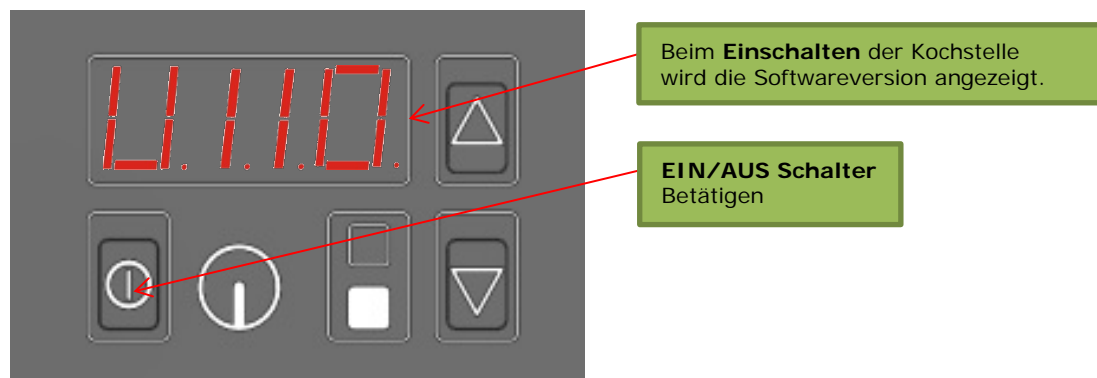 U.1.1.0.
Beim Einschalten der Kochstelle
wird die Softwareversion angezeigt.
EIN/AUS Schalter
Betätigen